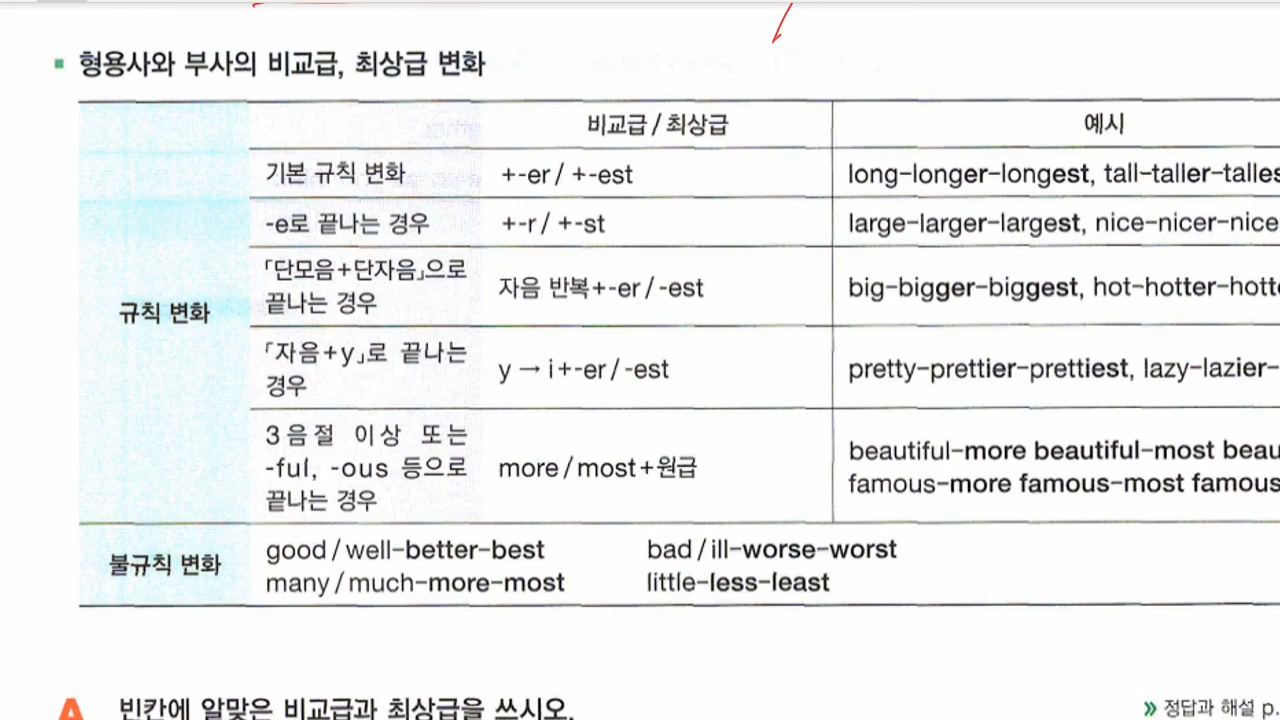 형용사와 부사의 비교급, 최상급 변화
비교급 / 최상급 예시
규칙 변화
기본 규칙 변화 +-er / +-est long-longer-longest, tall-taller-talles
-e로 끝나는 경우 +-r / +-st large-larger-largest, nice-nicer-nice
「단모음+단자음」으로
끝나는 경우
자음 반복+-er / -est big-bigger-biggest, hot-hotter-hotte
「자음+y」로 끝나는
경우
y → i+-er / -est pretty-prettier-prettiest, lazy-lazier-
3음절 이상 또는
-ful, -ous 등으로
끝나는 경우
more / most+원급
beautiful-more beautiful-most beau
famous-more famous-most famous
불규칙 변화
good / well-better-best bad / ill-worse-worst
many / much-more-most little-less-least
A 빈칸에 알맞은 비교급과 최상급을 쓰시오. » 정답과 해설 p.